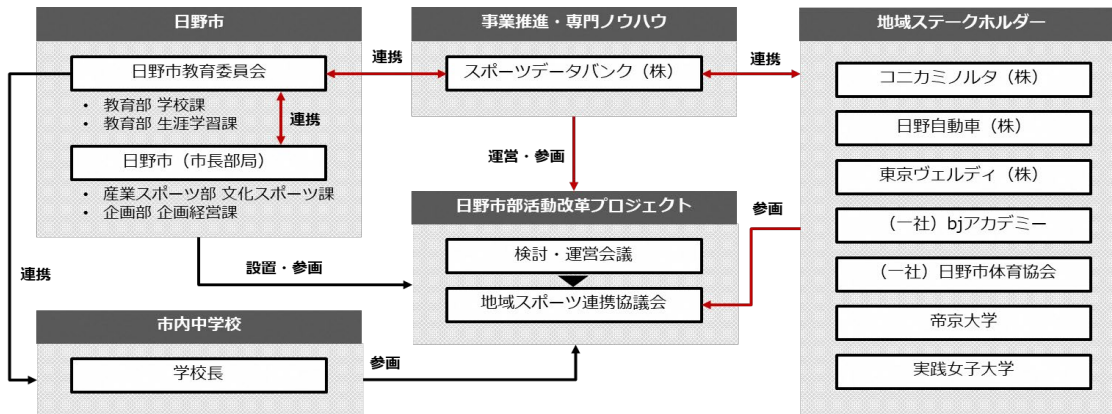 日野市
日野市教育委員会
• 教育部 学校課
• 教育部 生涯学習課
連携
日野市（市長部局）
• 産業スポーツ部 文化スポーツ課
• 企画部 企画経営課
連携
事業推進・専門ノウハウ
スポーツデータバンク（株）
連携
運営・参画
設置・参画
連携
市内中学校
学校長
参画
日野市部活動改革プロジェクト
検討・運営会議
地域スポーツ連携協議会
参画
地域ステークホルダー
コニカミノルタ（株）
日野自動車（株）
東京ヴェルディ（株）
（一社）bjアカデミー
（一社）日野市体育協会
帝京大学
実践女子大学